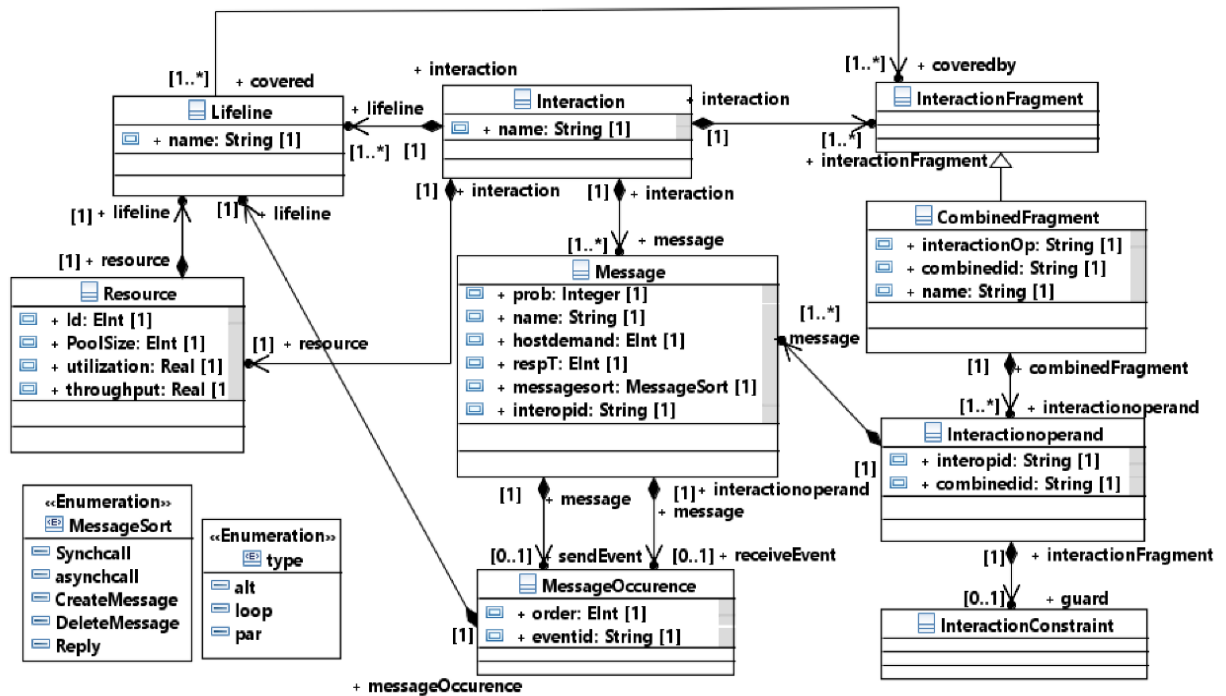 [1..*]
+ covered
+ interaction
[1..*]
+ coveredby
Lifeline
+ name: String [1]
+ lifeline
[1..*]
[1]
Interaction
+ name: String [1]
+ interaction
[1]
[1..*]
InteractionFragment
+ interactionFragment
[1] + lifeline
[1] + lifeline
[1] + interaction
[1] + interaction
[1..*] + message
CombinedFragment
+ interactionOp: String [1]
+ combinedid: String [1]
+ name: String [1]
[1] + resource
Resource
+ Id: EInt [1]
+ PoolSize: EInt [1]
+ utilization: Real [1]
+ throughput: Real [1
[1] + resource
Message
+ prob: Integer [1]
+ name: String [1]
+ hostdemand: EInt [1]
+ respT: EInt [1]
+ messagesort: MessageSort [1]
+ interopid: String [1]
[1..*]
message
[1] + combinedFragment
[1..*] + interactionoperand
Interactionoperand
+ interopid: String [1]
+ combinedid: String [1]
[1]
[1] + message
[1] + interactionoperand
+ message
[0..1] + sendEvent
[0..1] + receiveEvent
[1] + interactionFragment
[0..1] + guard
«Enumeration»
MessageSort
Synchcall
asynchcall
CreateMessage
DeleteMessage
Reply
«Enumeration»
type
alt
loop
par
MessageOccurence
+ order: EInt [1]
+ eventid: String [1]
[1]
+ messageOccurence
InteractionConstraint